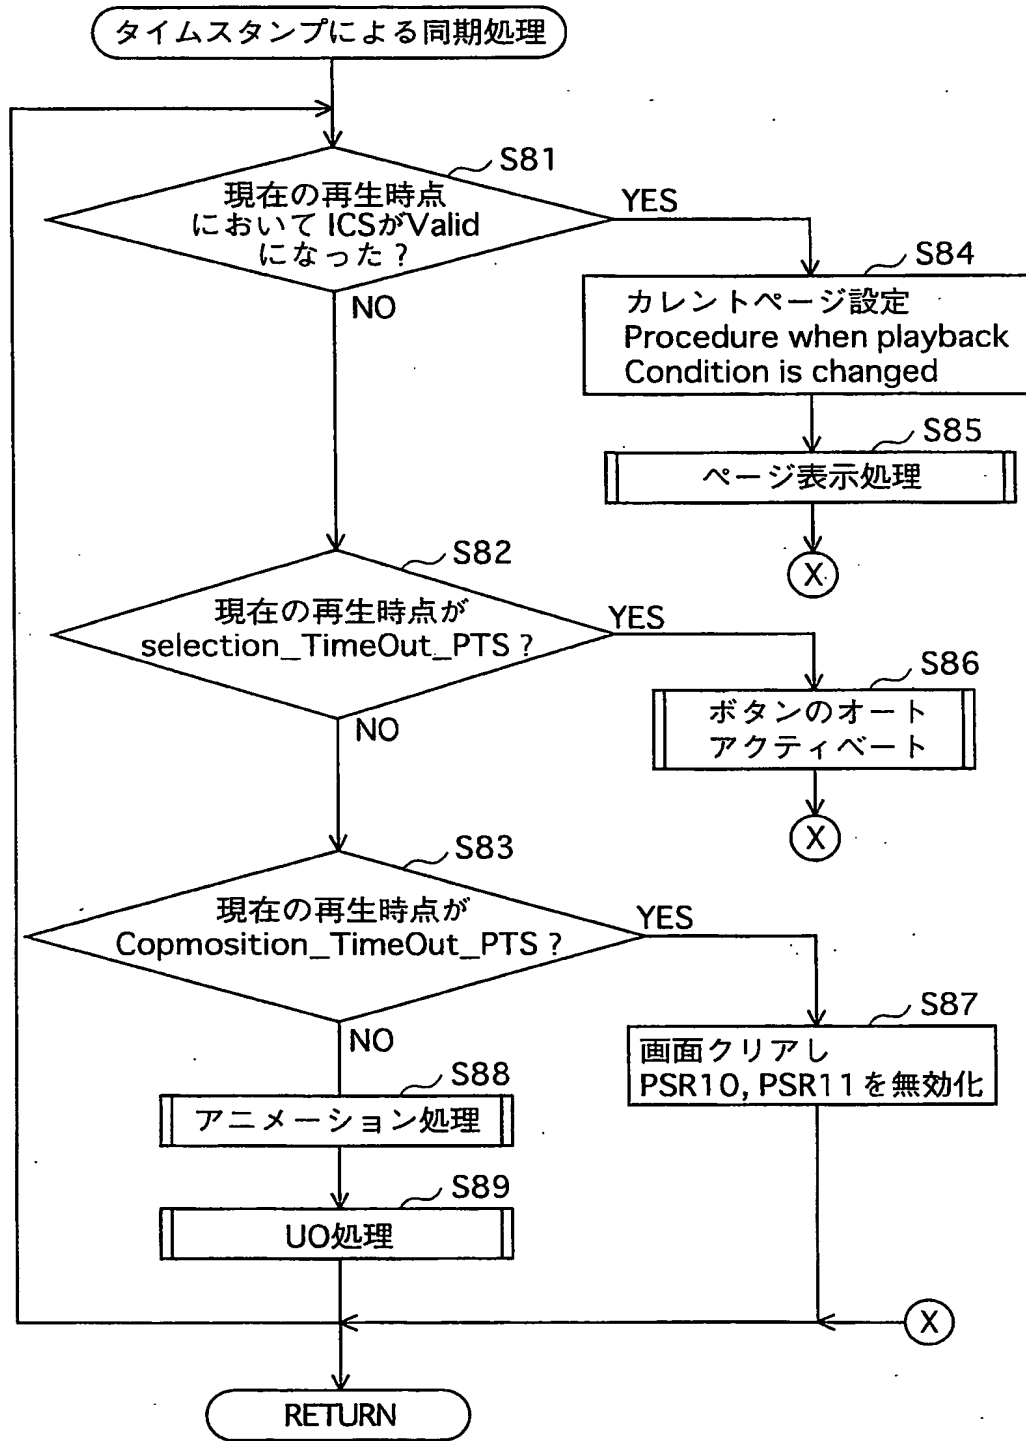 タイムスタンプによる同期処理
S81
現在の再生時点
において ICSがValid
になった ?
YES
NO
S84
カレントページ設定
Procedure when playback
Condition is changed
S85
ページ表示処理
X
S82
現在の再生時点が
selection_TimeOut_PTS ?
YES
NO
S86
ボタンのオート
アクティベート
X
S83
現在の再生時点が
Copmosition_TimeOut_PTS ?
YES
NO
S87
画面クリアし
PSR10, PSR11を無効化
S88
アニメーション処理
S89
UO処理
X
RETURN